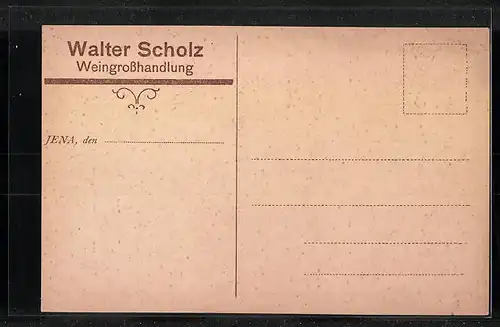 Walter Scholz
Weingroßhandlung
JENA, den